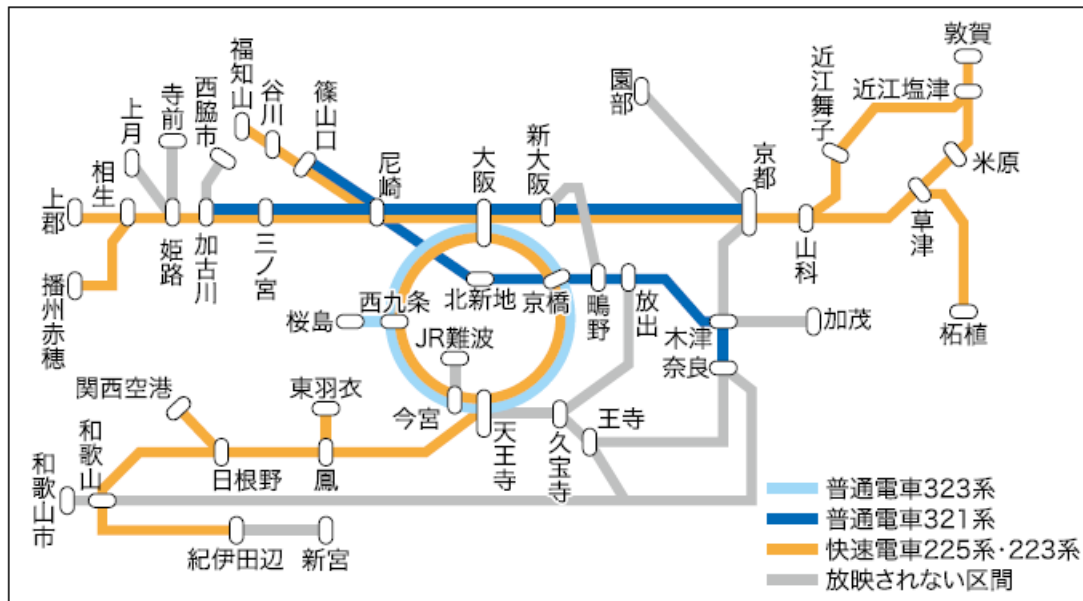 敦賀
近江塩津
近江舞子
米原
園部
福知山
谷川
篠山口
西脇市
寺前
上月
相生
上郡
播州赤穂
姫路
加古川
三ノ宮
尼崎
大阪
新大阪
京都
山科
草津
柘植
北新地
京橋
鴫野
放出
木津
奈良
加茂
西九条
桜島
JR難波
今宮
天王寺
久宝寺
王寺
関西空港
東羽衣
和歌山
和歌山市
日根野
鳳
紀伊田辺
新宮
普通電車323系
普通電車321系
快速電車225系・223系
放映されない区間